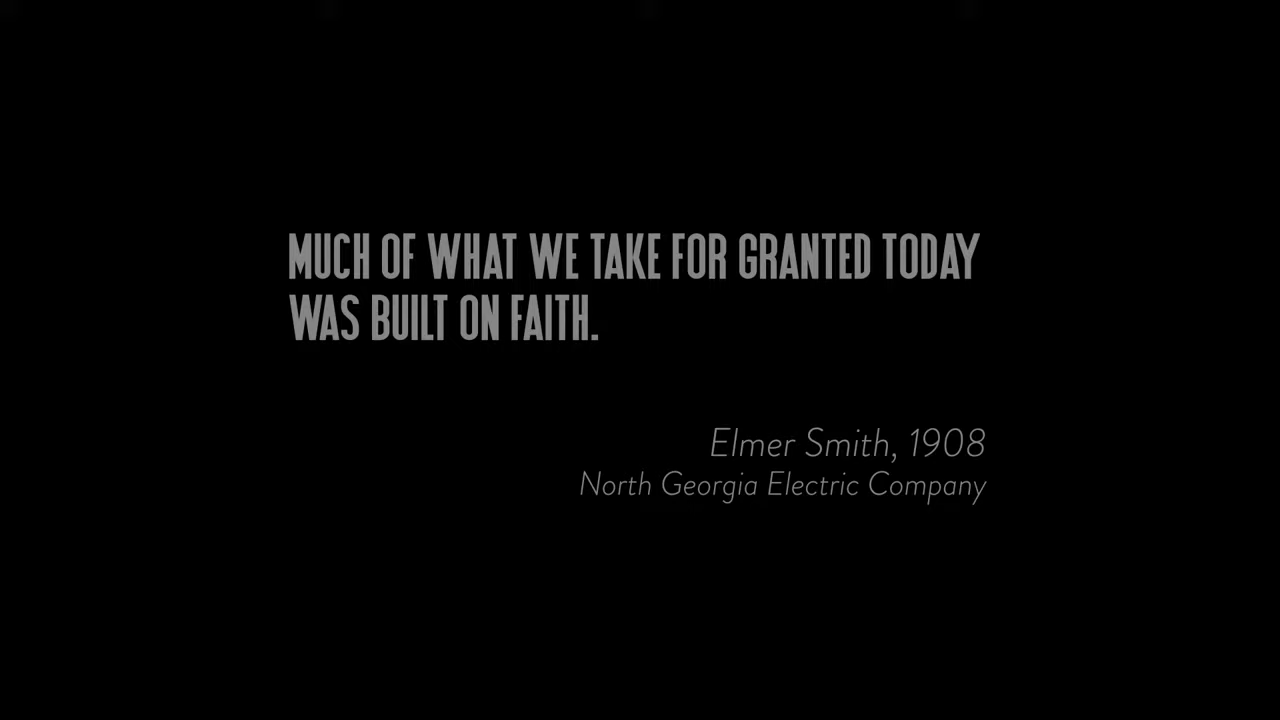 MUCH OF WHAT WE TAKE FOR GRANTED TODAY
WAS BUILT ON FAITH.
Elmer Smith, 1908
North Georgia Electric Company